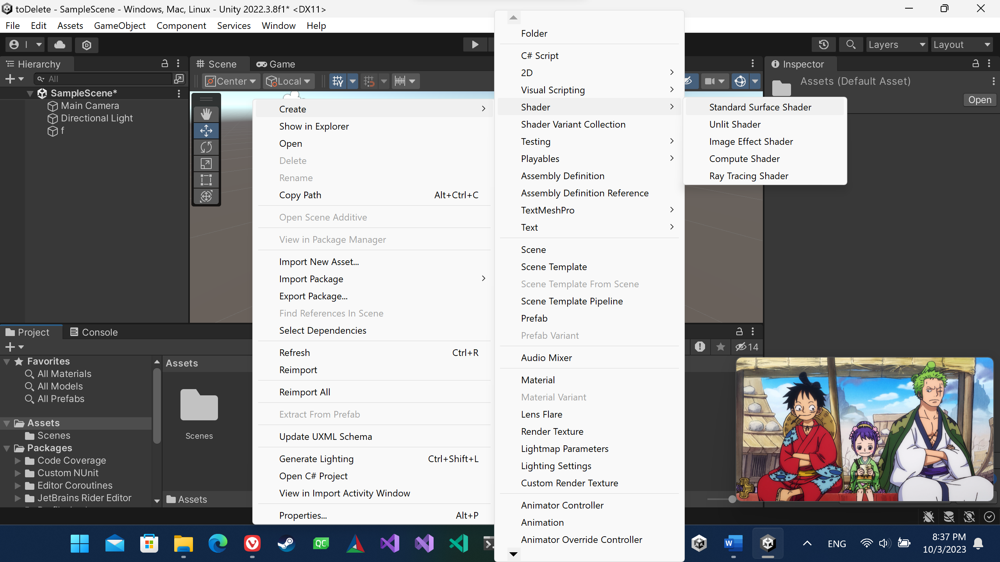 toDelete - SampleScene - Windows, Mac, Linux - Unity 2022.3.8f1* <DX11>
File Edit Assets GameObject Component Services Window Help
Layers Layout
Hierarchy
All
SampleScene*
Main Camera
Directional Light
f
Scene Game
Center Local
Inspector
Assets (Default Asset)
Open
Create
Show in Explorer
Open
Delete
Rename
Copy Path Alt+Ctrl+C
Open Scene Additive
View in Package Manager
Import New Asset...
Import Package
Export Package...
Find References In Scene
Select Dependencies
Refresh Ctrl+R
Reimport
Reimport All
Extract From Prefab
Update UXML Schema
Generate Lighting Ctrl+Shift+L
Open C# Project
View in Import Activity Window
Properties... Alt+P
Folder
C# Script
2D
Visual Scripting
Shader
Shader Variant Collection
Testing
Playables
Assembly Definition
Assembly Definition Reference
TextMeshPro
Text
Scene
Scene Template
Scene Template From Scene
Scene Template Pipeline
Prefab
Prefab Variant
Audio Mixer
Material
Material Variant
Lens Flare
Render Texture
Lightmap Parameters
Lighting Settings
Custom Render Texture
Animator Controller
Animation
Animator Override Controller
Standard Surface Shader
Unlit Shader
Image Effect Shader
Compute Shader
Ray Tracing Shader
Project Console
14
Favorites
All Materials
All Models
All Prefabs
Assets
Scenes
Packages
Code Coverage
Custom NUnit
Editor Coroutines
JetBrains Rider Editor
Assets
Scenes
Assets
QC
W
ENG
8:37 PM
10/3/2023